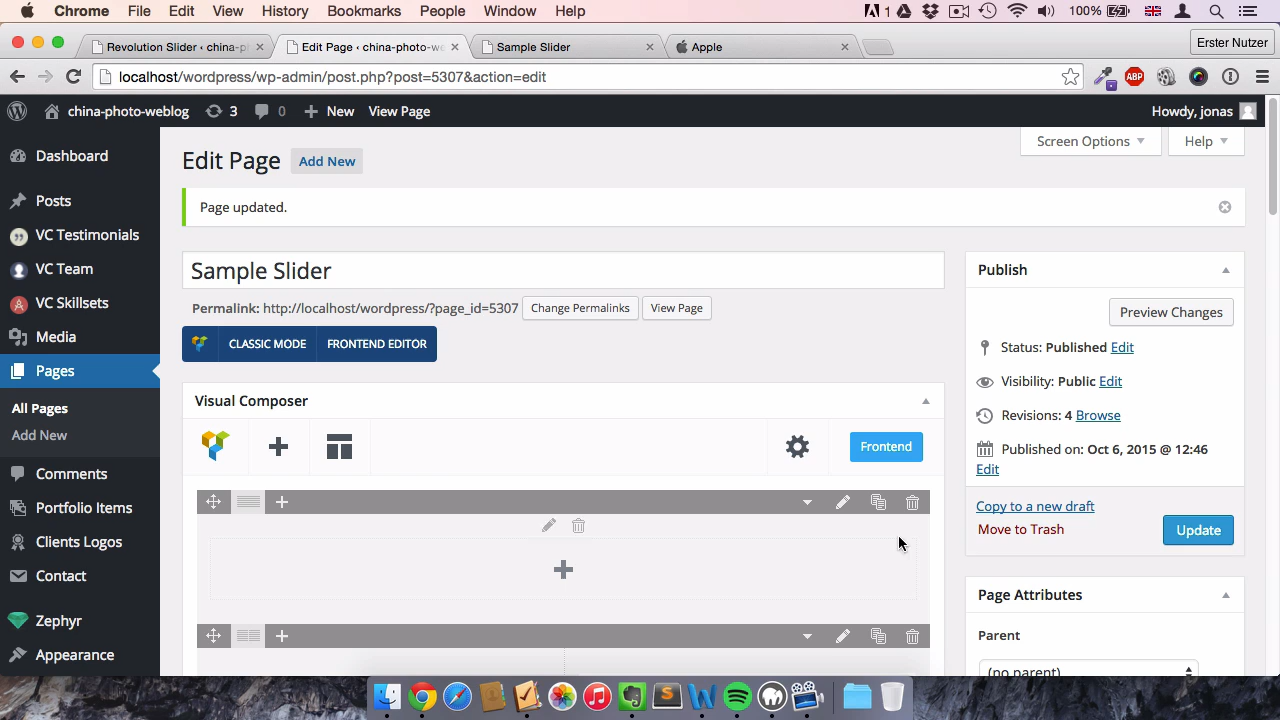 Chrome File Edit View History Bookmarks People Window Help 1 100%
Revolution Slider ‹ china-p Edit Page ‹ china-photo-we Sample Slider Apple Erster Nutzer
localhost/wordpress/wp-admin/post.php?post=5307&action=edit ABP
china-photo-weblog 3 0 New View Page Howdy, jonas
Dashboard
Posts
VC Testimonials
VC Team
VC Skillsets
Media
Pages
All Pages
Add New
Comments
Portfolio Items
Clients Logos
Contact
Zephyr
Appearance
Screen Options Help
Edit Page Add New
Page updated.
Sample Slider
Permalink: http://localhost/wordpress/?page_id=5307 Change Permalinks View Page
CLASSIC MODE FRONTEND EDITOR
Visual Composer
Frontend
Publish
Preview Changes
Status: Published Edit
Visibility: Public Edit
Revisions: 4 Browse
Published on: Oct 6, 2015 @ 12:46
Edit
Copy to a new draft
Move to Trash Update
Page Attributes
Parent
(no parent)